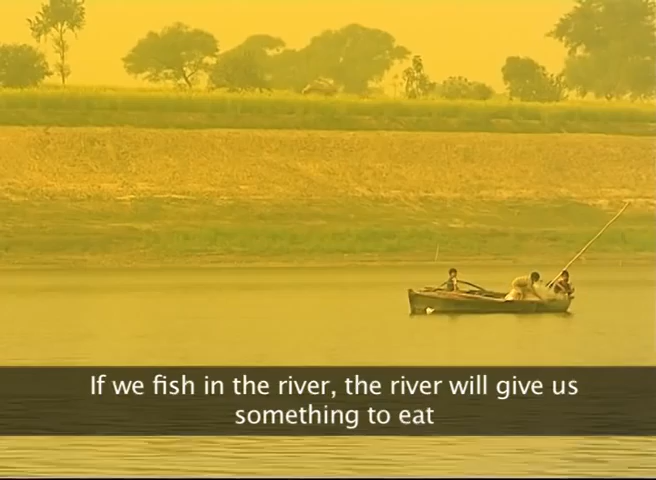 If we fish in the river, the river will give us
something to eat